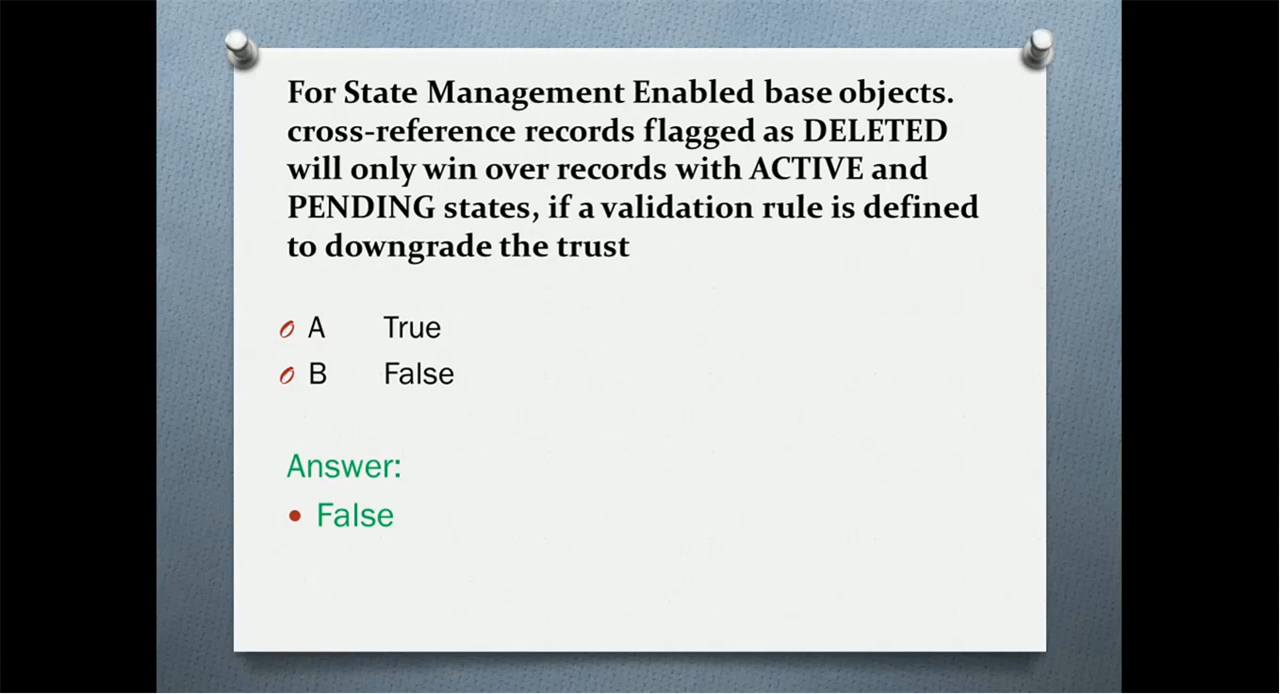 For State Management Enabled base objects.
cross-reference records flagged as DELETED
will only win over records with ACTIVE and
PENDING states, if a validation rule is defined
to downgrade the trust
A True
B False
Answer:
• False